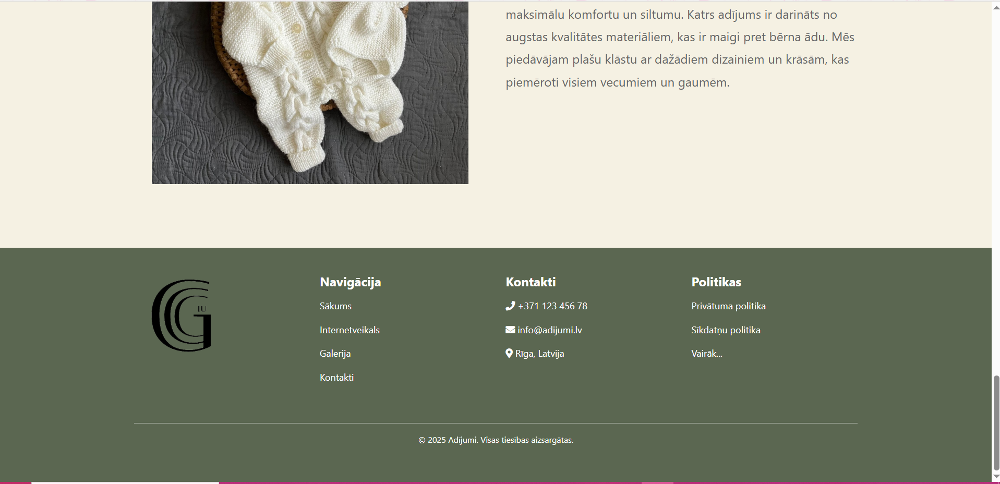 maksimālu komfortu un siltumu. Katrs adījums ir darināts no
augstas kvalitātes materiāliem, kas ir maigi pret bērna ādu. Mēs
piedāvājam plašu klāstu ar dažādiem dizainiem un krāsām, kas
piemēroti visiem vecumiem un gaumēm.
G IU
Navigācija
Sākums
Internetveikals
Galerija
Kontakti
Kontakti
+371 123 456 78
info@adijumi.lv
Rīga, Latvija
Politikas
Privātuma politika
Sīkdatņu politika
Vairāk...
© 2025 Adījumi. Visas tiesības aizsargātas.